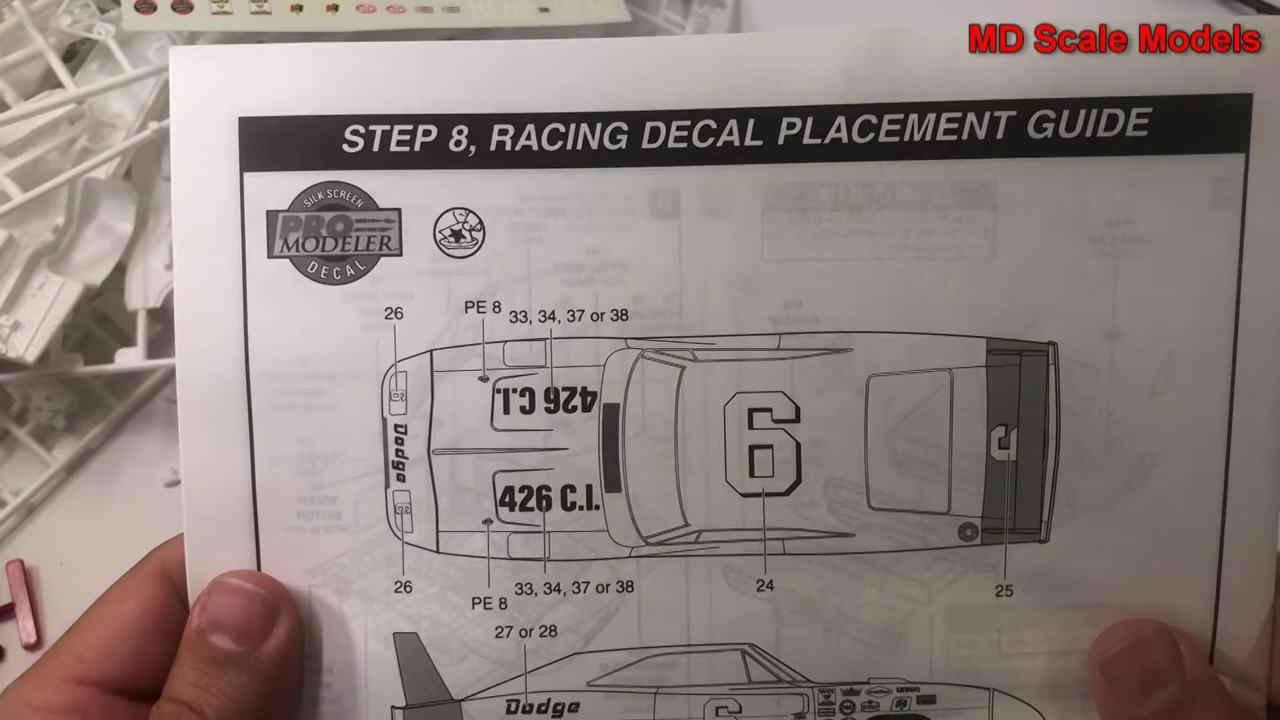 MD Scale Models
STEP 8, RACING DECAL PLACEMENT GUIDE
SILK SCREEN
PRO
MODELER
DECAL
26
PE 8
33, 34, 37 or 38
426 C.I.
Dodge
6
426 C.I.
26
PE 8
33, 34, 37 or 38
24
25
27 or 28
Dodge
6